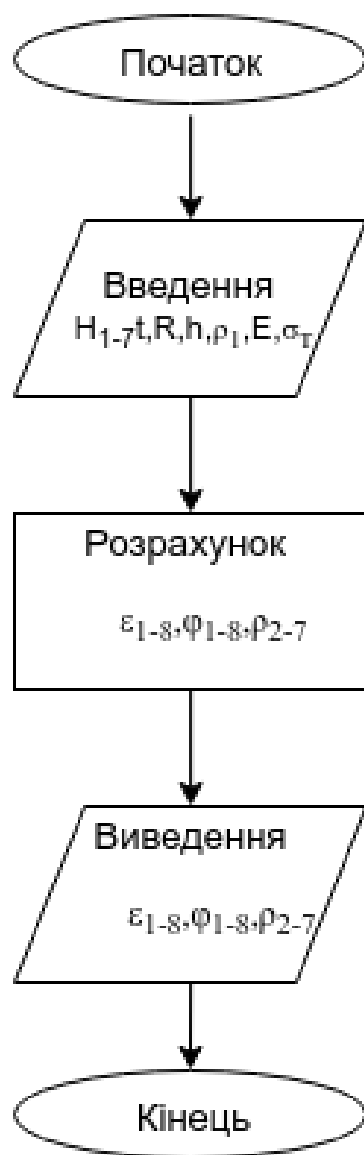 Початок
Введення
H₁₋₇t,R,h,ρ₁,E,σ_T
Розрахунок
ε₁₋₈,φ₁₋₈,ρ₂₋₇
Виведення
ε₁₋₈,φ₁₋₈,ρ₂₋₇
Кінець